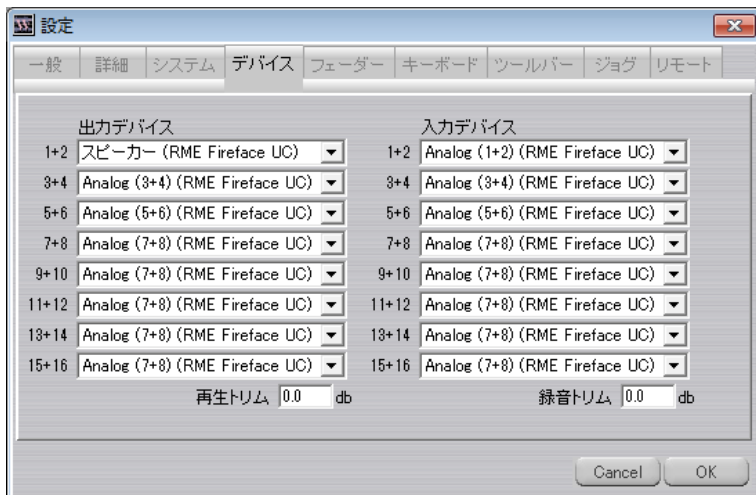 設定
一般 詳細 システム デバイス フェーダー キーボード ツールバー ジョグ リモート
出力デバイス 入力デバイス
1+2 スピーカー (RME Fireface UC) 1+2 Analog (1+2) (RME Fireface UC)
3+4 Analog (3+4) (RME Fireface UC) 3+4 Analog (3+4) (RME Fireface UC)
5+6 Analog (5+6) (RME Fireface UC) 5+6 Analog (5+6) (RME Fireface UC)
7+8 Analog (7+8) (RME Fireface UC) 7+8 Analog (7+8) (RME Fireface UC)
9+10 Analog (7+8) (RME Fireface UC) 9+10 Analog (7+8) (RME Fireface UC)
11+12 Analog (7+8) (RME Fireface UC) 11+12 Analog (7+8) (RME Fireface UC)
13+14 Analog (7+8) (RME Fireface UC) 13+14 Analog (7+8) (RME Fireface UC)
15+16 Analog (7+8) (RME Fireface UC) 15+16 Analog (7+8) (RME Fireface UC)
再生トリム 0.0 db 録音トリム 0.0 db
Cancel OK